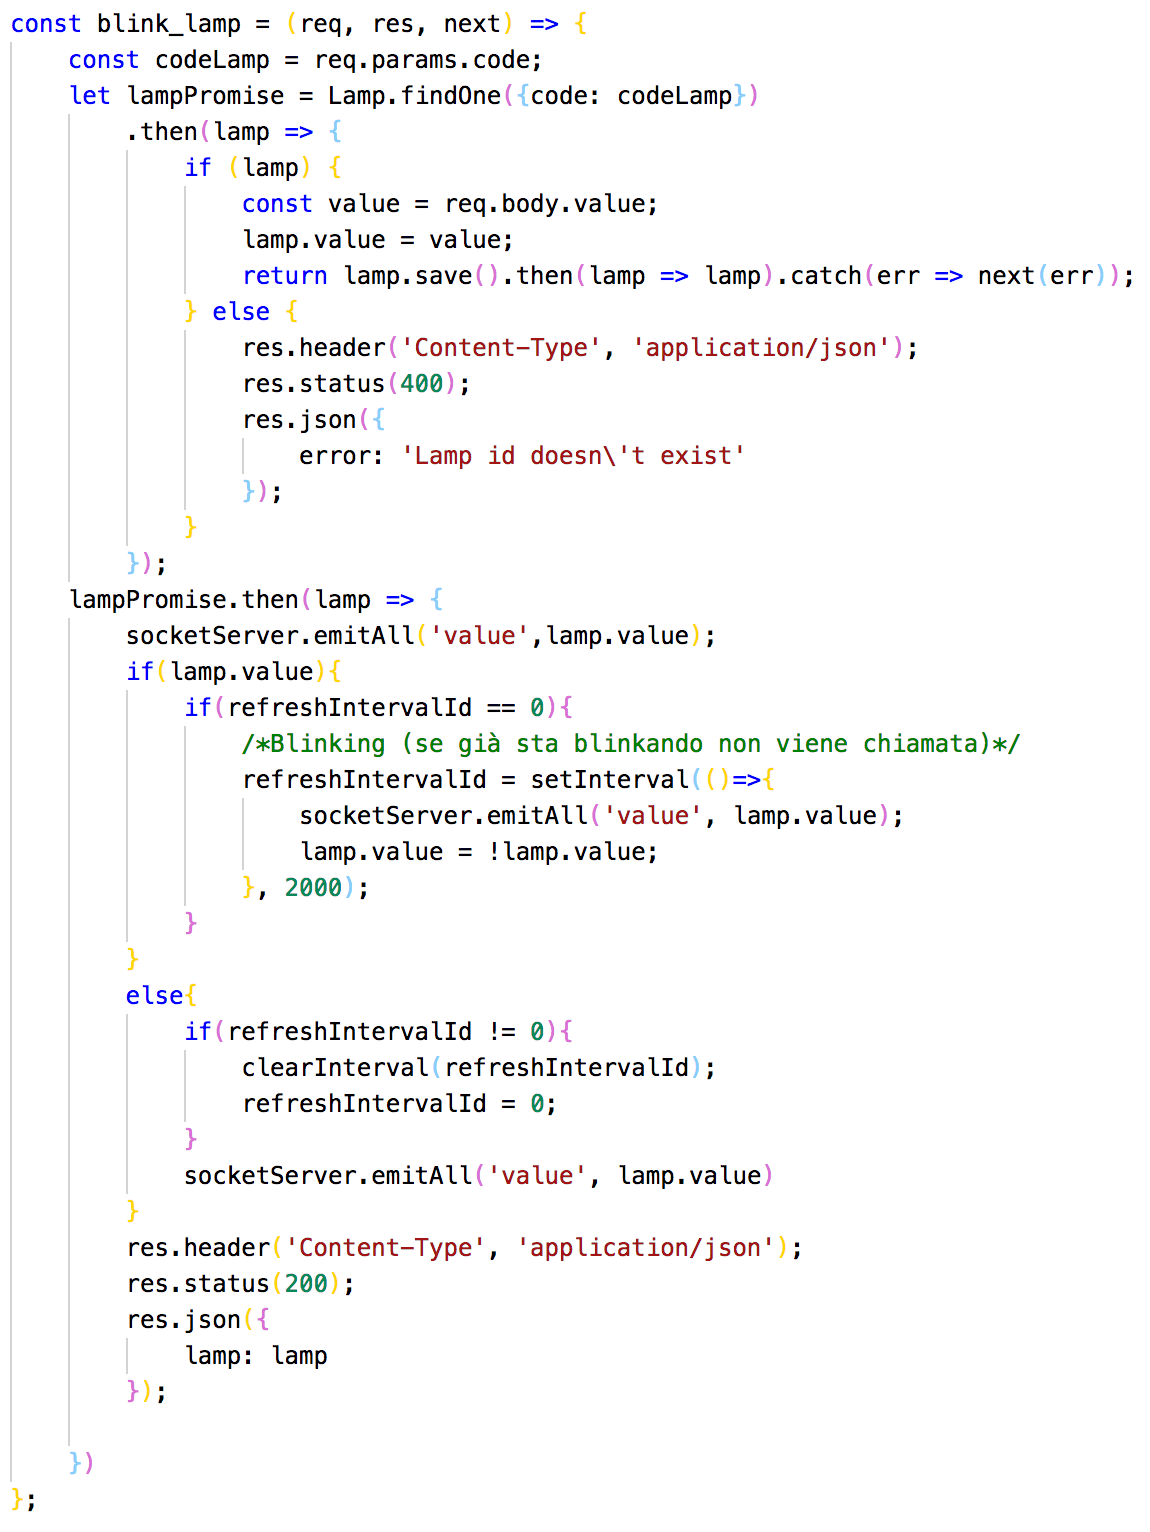 const blink_lamp = (req, res, next) => {
    const codeLamp = req.params.code;
    let lampPromise = Lamp.findOne({code: codeLamp})
        .then(lamp => {
            if (lamp) {
                const value = req.body.value;
                lamp.value = value;
                return lamp.save().then(lamp => lamp).catch(err => next(err));
            } else {
                res.header('Content-Type', 'application/json');
                res.status(400);
                res.json({
                    error: 'Lamp id doesn\'t exist'
                });
            }
        });
    lampPromise.then(lamp => {
        socketServer.emitAll('value',lamp.value);
        if(lamp.value){
            if(refreshIntervalId == 0){
                /*Blinking (se già sta blinkando non viene chiamata)*/
                refreshIntervalId = setInterval(()=>{
                    socketServer.emitAll('value', lamp.value);
                    lamp.value = !lamp.value;
                }, 2000);
            }
        }
        else{
            if(refreshIntervalId != 0){
                clearInterval(refreshIntervalId);
                refreshIntervalId = 0;
            }
            socketServer.emitAll('value', lamp.value)
        }
        res.header('Content-Type', 'application/json');
        res.status(200);
        res.json({
            lamp: lamp
        });

    })
};